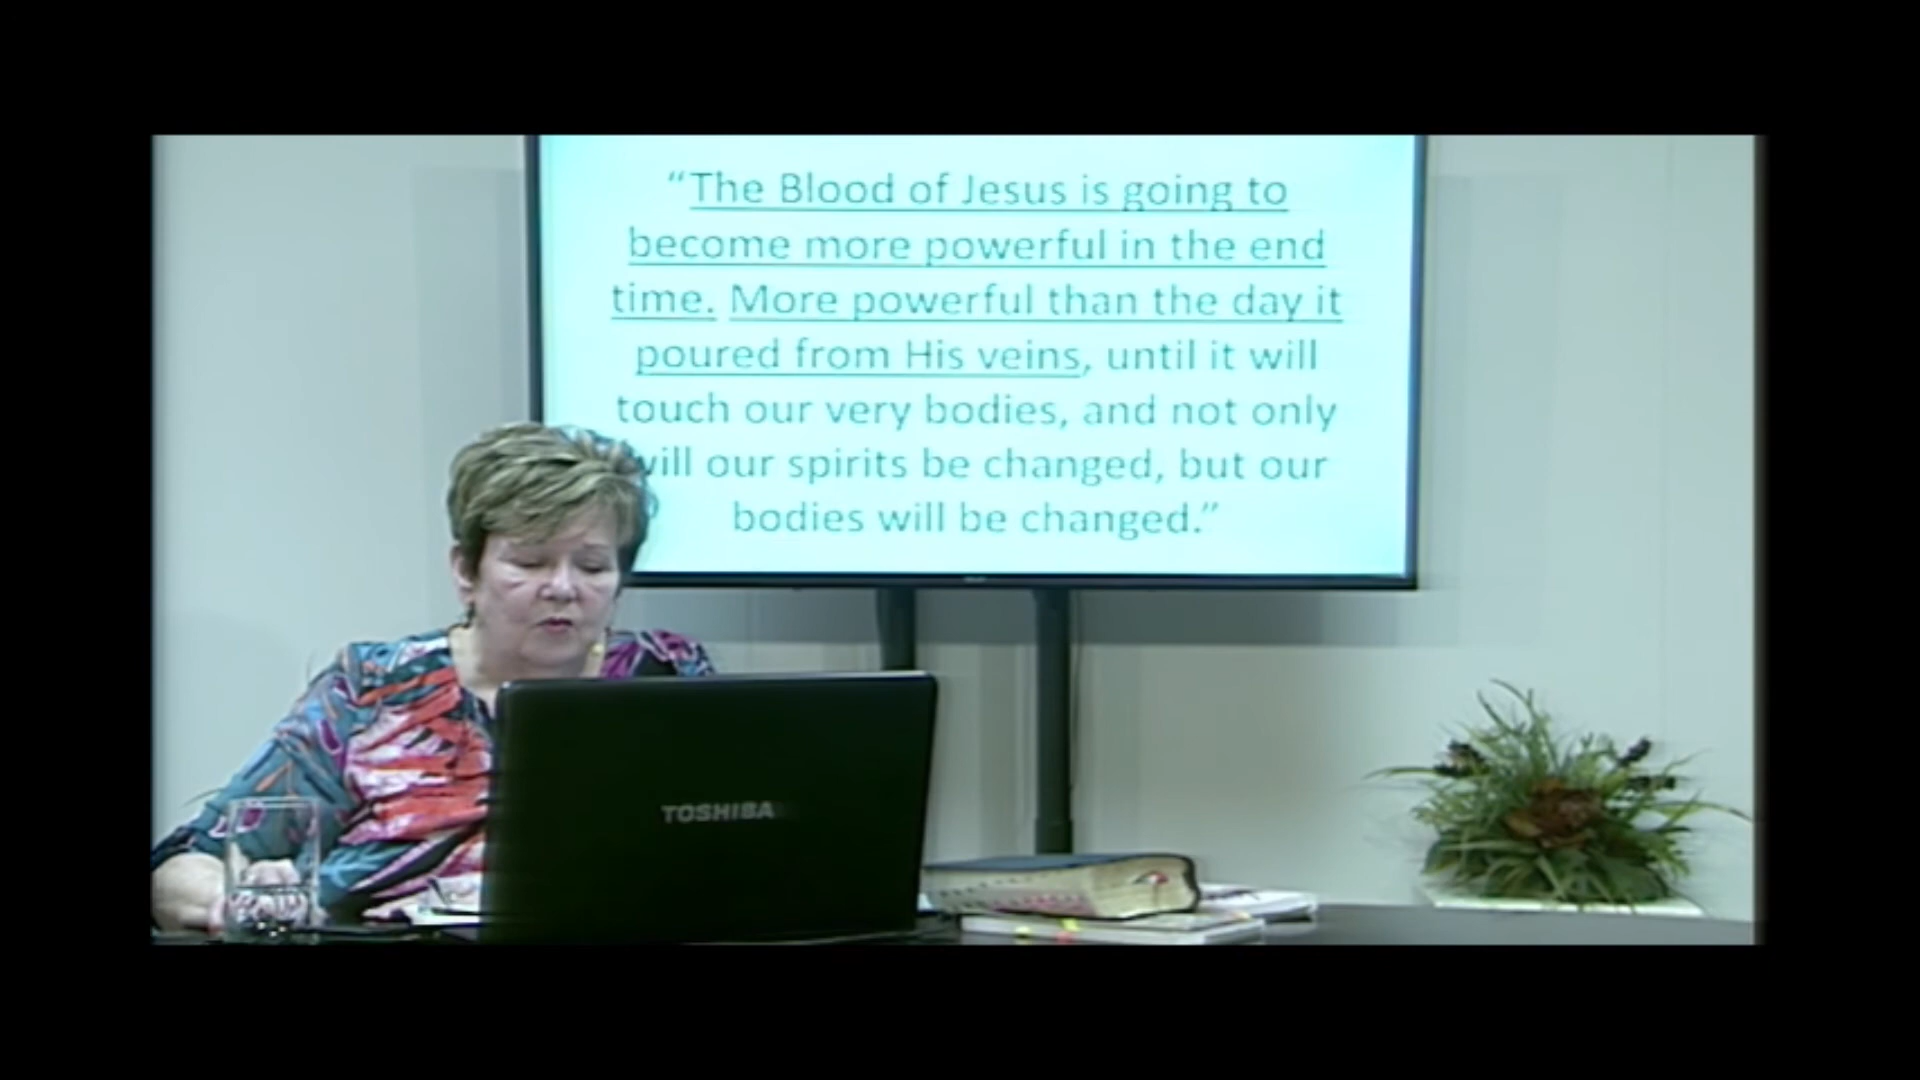 “The Blood of Jesus is going to
become more powerful in the end
time. More powerful than the day it
poured from His veins, until it will
touch our very bodies, and not only
will our spirits be changed, but our
bodies will be changed.”
TOSHIBA